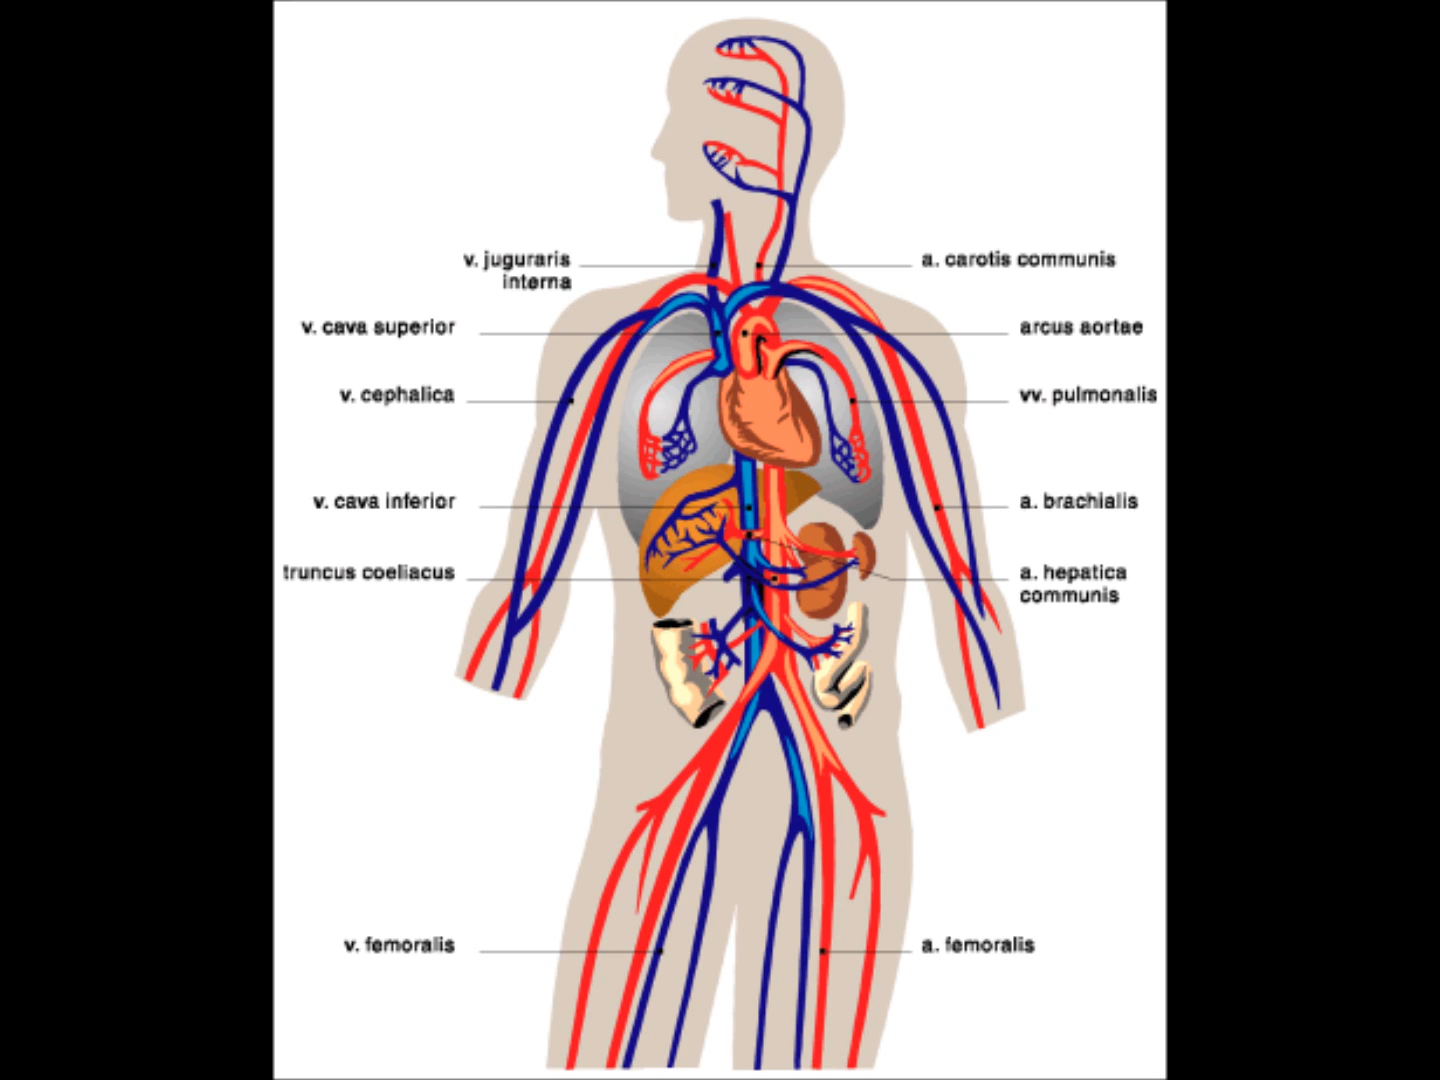 v. juguraris
interna
v. cava superior
v. cephalica
v. cava inferior
truncus coeliacus
v. femoralis
a. carotis communis
arcus aortae
vv. pulmonalis
a. brachialis
a. hepatica
communis
a. femoralis